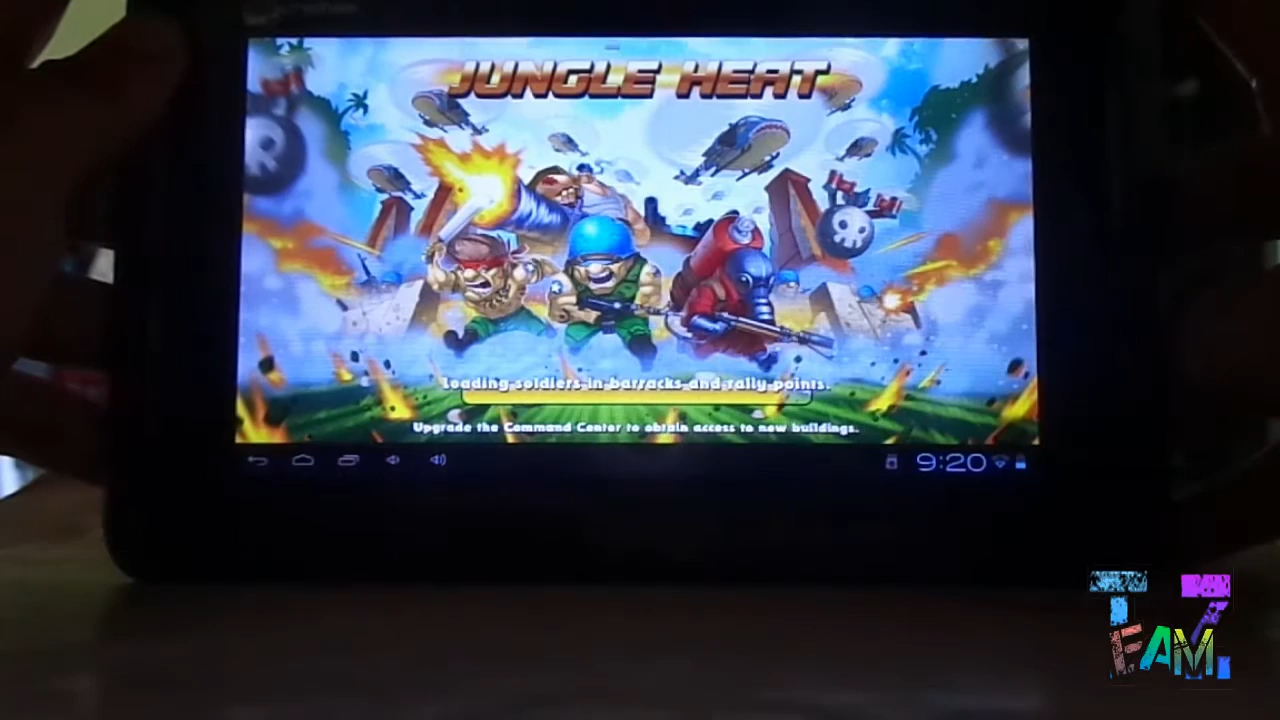 JUNGLE HEAT
Loading soldiers in barracks and rally points.
Upgrade the Command Center to obtain access to new buildings.
9:20
T7
EAM